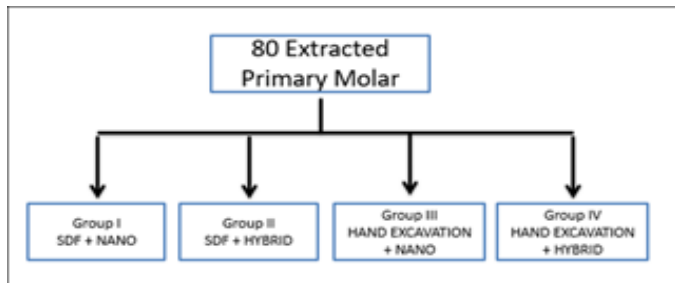 80 Extracted
Primary Molar
Group I
SDF + NANO
Group II
SDF + HYBRID
Group III
HAND EXCAVATION
+ NANO
Group IV
HAND EXCAVATION
+ HYBRID